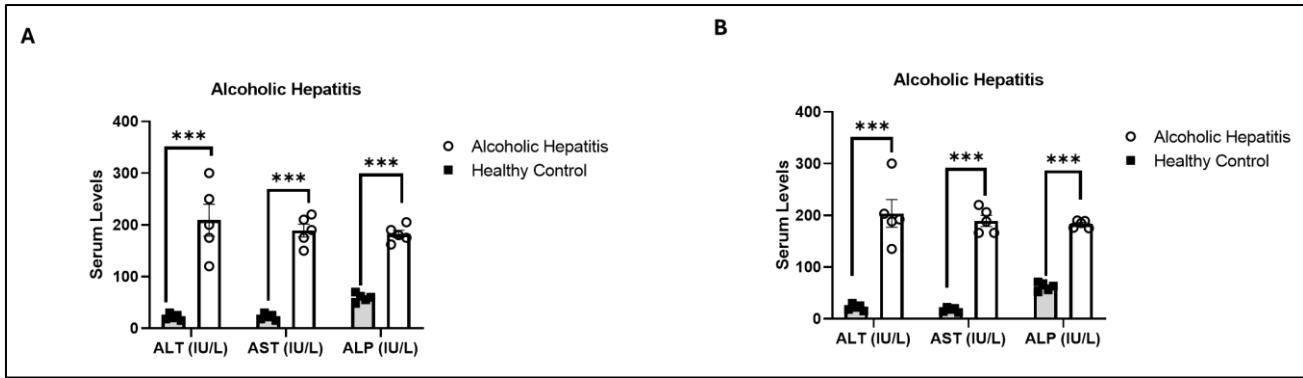 A
Alcoholic Hepatitis
Serum Levels
400
300
200
100
0
***
***
***
ALT (IU/L)
AST (IU/L)
ALP (IU/L)
Alcoholic Hepatitis
Healthy Control
B
Alcoholic Hepatitis
Serum Levels
400
300
200
100
0
***
***
***
ALT (IU/L)
AST (IU/L)
ALP (IU/L)
Alcoholic Hepatitis
Healthy Control